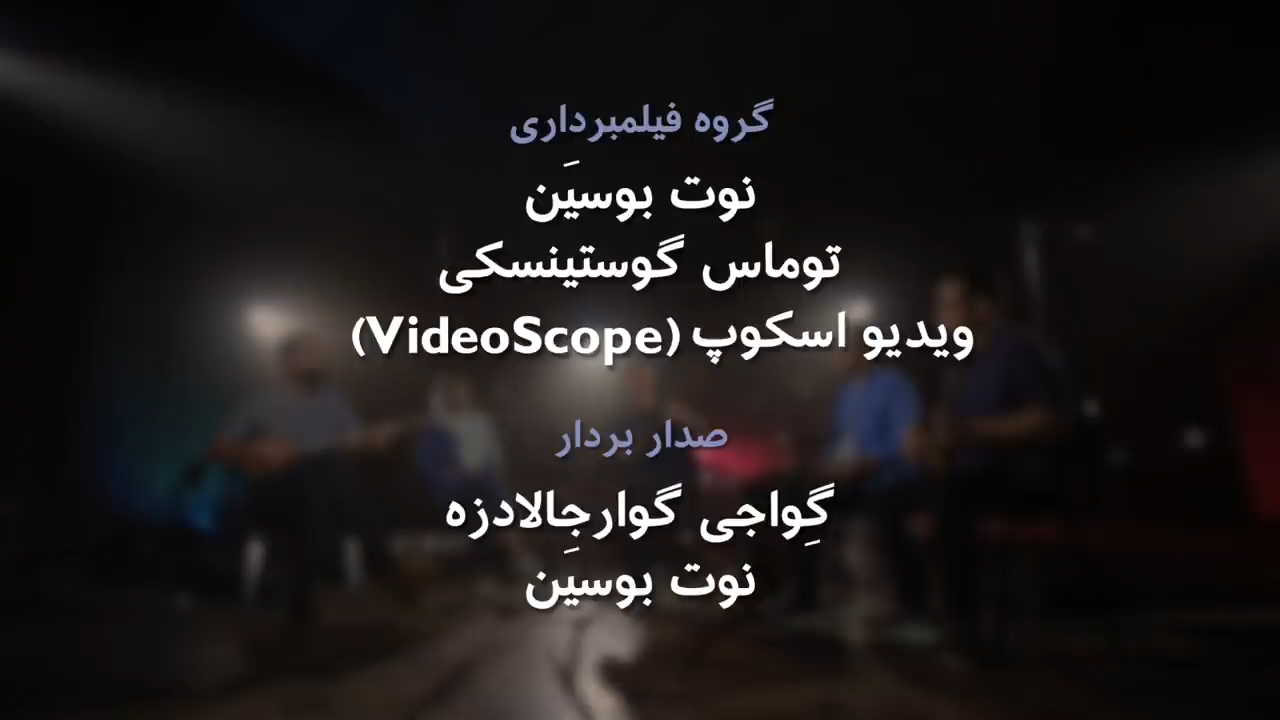 گروه فیلمبرداری
نوت بوسیَن
توماس گوستینسکی
ویدیو اسکوپ (VideoScope)
صدار بردار
گِواجی گوارجِالادزه
نوت بوسیَن